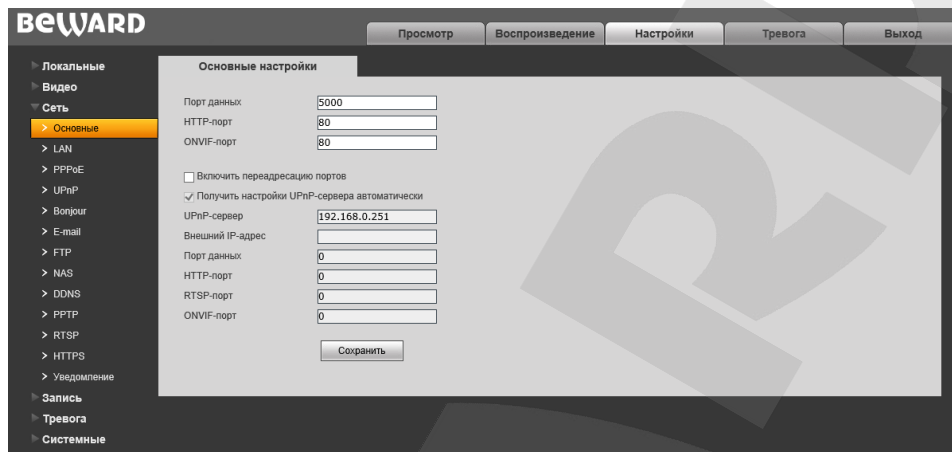 BEWARD
Просмотр
Воспроизведение
Настройки
Тревога
Выход
Локальные
Видео
Сеть
Основные
LAN
PPPoE
UPnP
Bonjour
E-mail
FTP
NAS
DDNS
PPTP
RTSP
HTTPS
Уведомление
Запись
Тревога
Системные
Основные настройки
Порт данных 5000
HTTP-порт 80
ONVIF-порт 80
Включить переадресацию портов
Получить настройки UPnP-сервера автоматически
UPnP-сервер 192.168.0.251
Внешний IP-адрес
Порт данных 0
HTTP-порт 0
RTSP-порт 0
ONVIF-порт 0
Сохранить